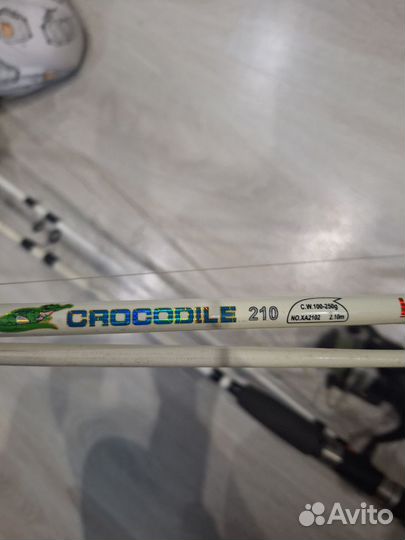 CROCODILE 210
C.W.100-250g
NO.XA2102 2.10m
Avito